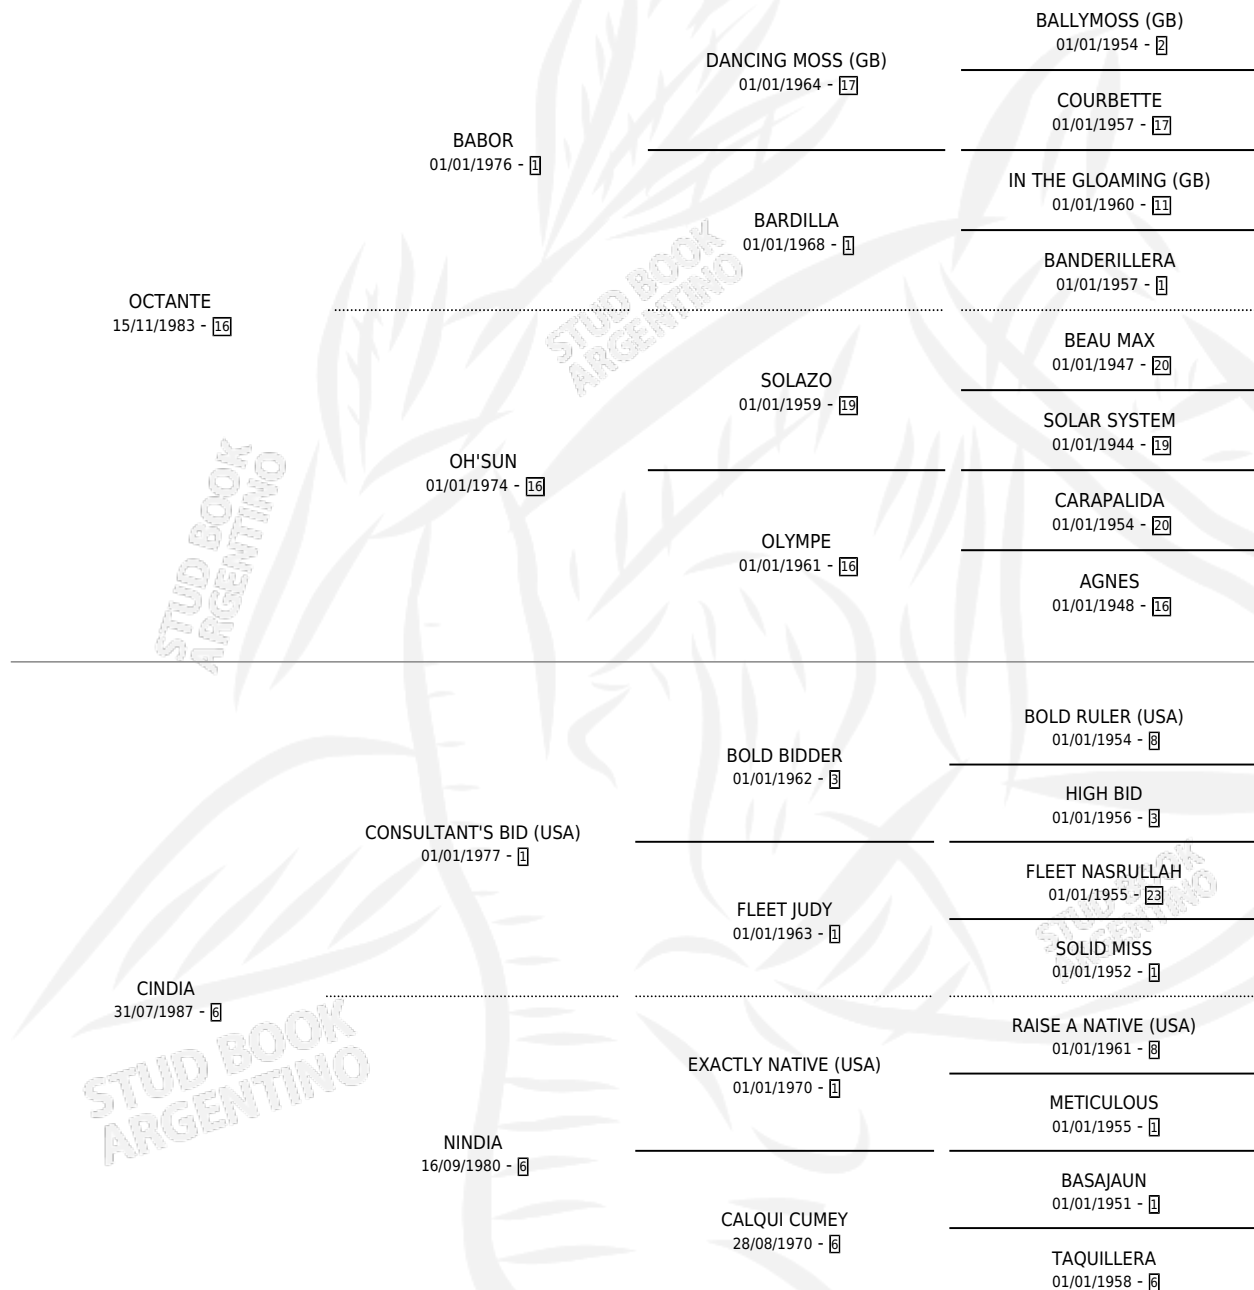 BALLYMOSS (GB)
01/01/1954 - 2
DANCING MOSS (GB)
01/01/1964 - 17
COURBETTE
01/01/1957 - 17
BABOR
01/01/1976 - 1
IN THE GLOAMING (GB)
01/01/1960 - 11
BARDILLA
01/01/1968 - 1
BANDERILLERA
01/01/1957 - 1
OCTANTE
15/11/1983 - 16
BEAU MAX
01/01/1947 - 20
SOLAZO
01/01/1959 - 19
SOLAR SYSTEM
01/01/1944 - 19
OH'SUN
01/01/1974 - 16
CARAPALIDA
01/01/1954 - 20
OLYMPE
01/01/1961 - 16
AGNES
01/01/1948 - 16
BOLD RULER (USA)
01/01/1954 - 8
BOLD BIDDER
01/01/1962 - 3
HIGH BID
01/01/1956 - 3
CONSULTANT'S BID (USA)
01/01/1977 - 1
FLEET NASRULLAH
01/01/1955 - 23
FLEET JUDY
01/01/1963 - 1
SOLID MISS
01/01/1952 - 1
CINDIA
31/07/1987 - 6
RAISE A NATIVE (USA)
01/01/1961 - 8
EXACTLY NATIVE (USA)
01/01/1970 - 1
METICULOUS
01/01/1955 - 1
NINDIA
16/09/1980 - 6
BASAJAUN
01/01/1951 - 1
CALQUI CUMEY
28/08/1970 - 6
TAQUILLERA
01/01/1958 - 6
STUD BOOK
ARGENTINO
STUD BOOK
ARGENTINO
STUD BOOK
ARGENTINO
STUD BOOK
ARGENTINO